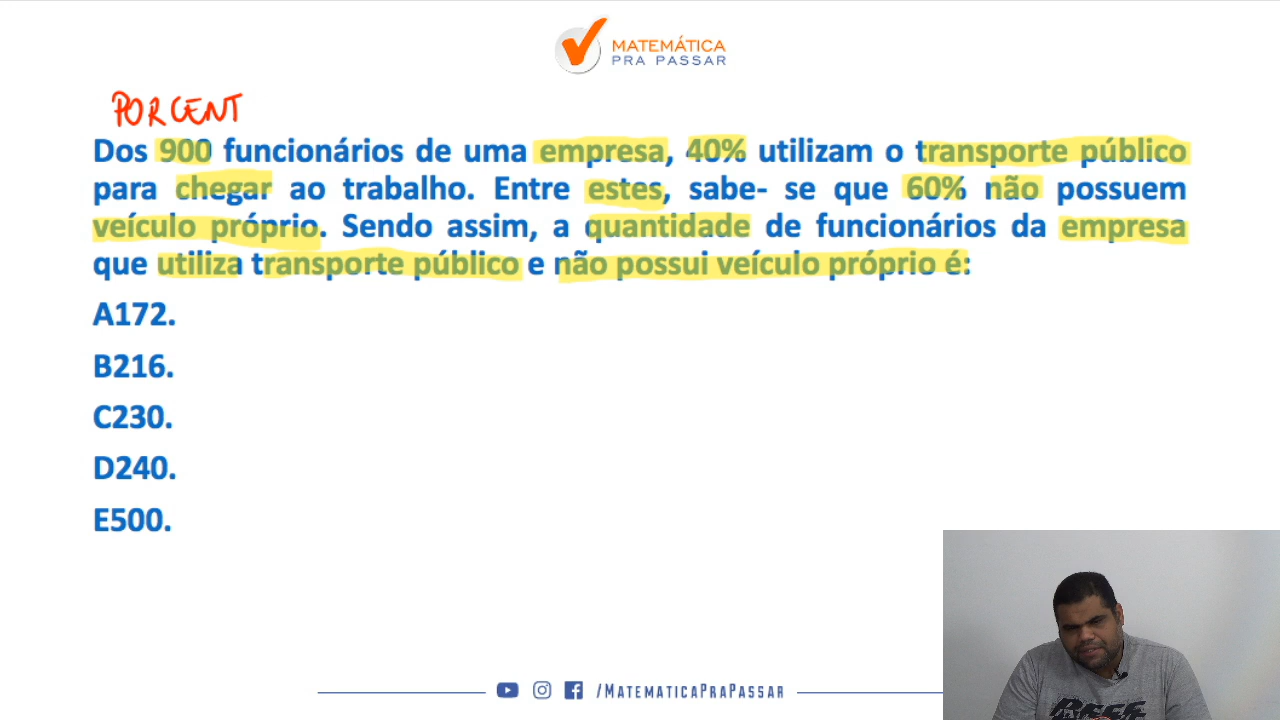 MATEMÁTICA
PRA PASSAR
PORCENT
Dos 900 funcionários de uma empresa, 40% utilizam o transporte público
para chegar ao trabalho. Entre estes, sabe- se que 60% não possuem
veículo próprio. Sendo assim, a quantidade de funcionários da empresa
que utiliza transporte público e não possui veículo próprio é:
A172.
B216.
C230.
D240.
E500.
/MATEMATICAPRAPASSAR